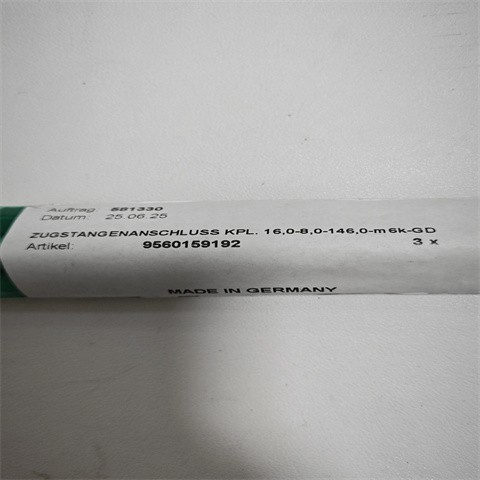 Auftrag: 581330
Datum: 25.06.25
ZUGSTANGENANSCHLUSS KPL. 16,0-8,0-146,0-m6k-GD
Artikel: 9560159192 3 x
MADE IN GERMANY